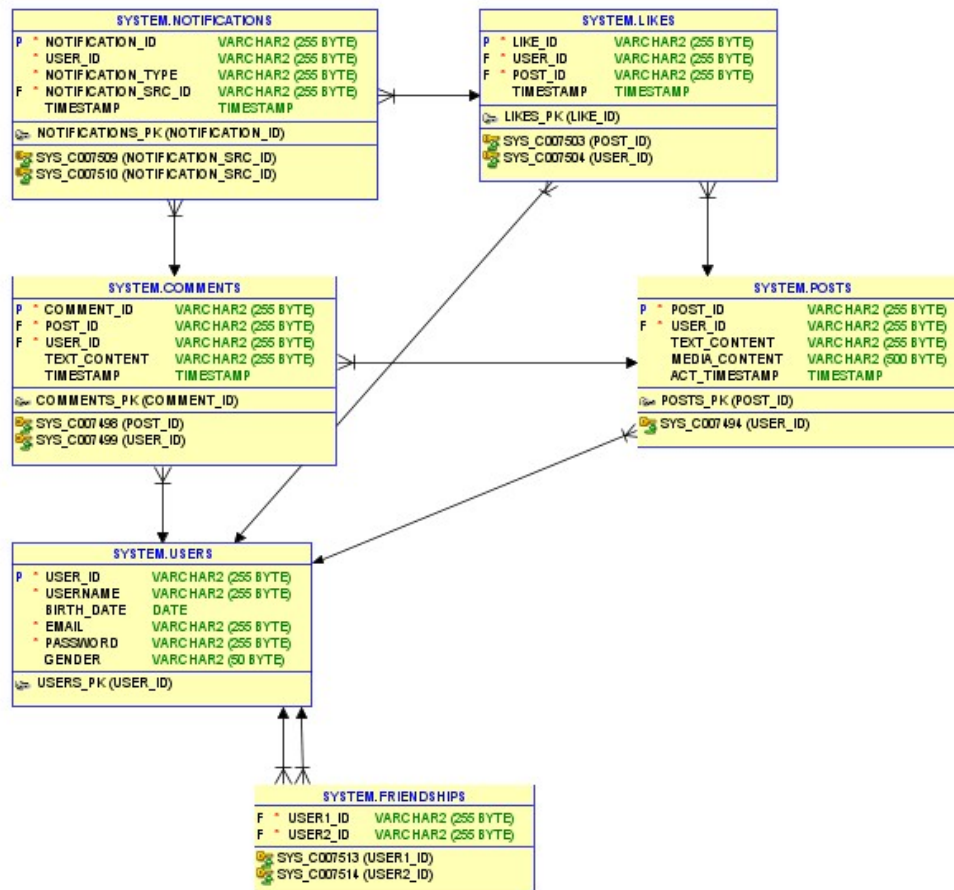 SYSTEM.NOTIFICATIONS
P * NOTIFICATION_ID VARCHAR2 (255 BYTE)
* USER_ID VARCHAR2 (255 BYTE)
* NOTIFICATION_TYPE VARCHAR2 (255 BYTE)
F * NOTIFICATION_SRC_ID VARCHAR2 (255 BYTE)
TIMESTAMP TIMESTAMP
NOTIFICATIONS_PK (NOTIFICATION_ID)
SYS_C007509 (NOTIFICATION_SRC_ID)
SYS_C007510 (NOTIFICATION_SRC_ID)
SYSTEM.LIKES
P * LIKE_ID VARCHAR2 (255 BYTE)
F * USER_ID VARCHAR2 (255 BYTE)
F * POST_ID VARCHAR2 (255 BYTE)
TIMESTAMP TIMESTAMP
LIKES_PK (LIKE_ID)
SYS_C007503 (POST_ID)
SYS_C007504 (USER_ID)
SYSTEM.COMMENTS
P * COMMENT_ID VARCHAR2 (255 BYTE)
F * POST_ID VARCHAR2 (255 BYTE)
F * USER_ID VARCHAR2 (255 BYTE)
TEXT_CONTENT VARCHAR2 (255 BYTE)
TIMESTAMP TIMESTAMP
COMMENTS_PK (COMMENT_ID)
SYS_C007498 (POST_ID)
SYS_C007499 (USER_ID)
SYSTEM.POSTS
P * POST_ID VARCHAR2 (255 BYTE)
F * USER_ID VARCHAR2 (255 BYTE)
TEXT_CONTENT VARCHAR2 (255 BYTE)
MEDIA_CONTENT VARCHAR2 (500 BYTE)
ACT_TIMESTAMP TIMESTAMP
POSTS_PK (POST_ID)
SYS_C007494 (USER_ID)
SYSTEM.USERS
P * USER_ID VARCHAR2 (255 BYTE)
* USERNAME VARCHAR2 (255 BYTE)
BIRTH_DATE DATE
* EMAIL VARCHAR2 (255 BYTE)
* PASSWORD VARCHAR2 (255 BYTE)
GENDER VARCHAR2 (50 BYTE)
USERS_PK (USER_ID)
SYSTEM.FRIENDSHIPS
F * USER1_ID VARCHAR2 (255 BYTE)
F * USER2_ID VARCHAR2 (255 BYTE)
SYS_C007513 (USER1_ID)
SYS_C007514 (USER2_ID)